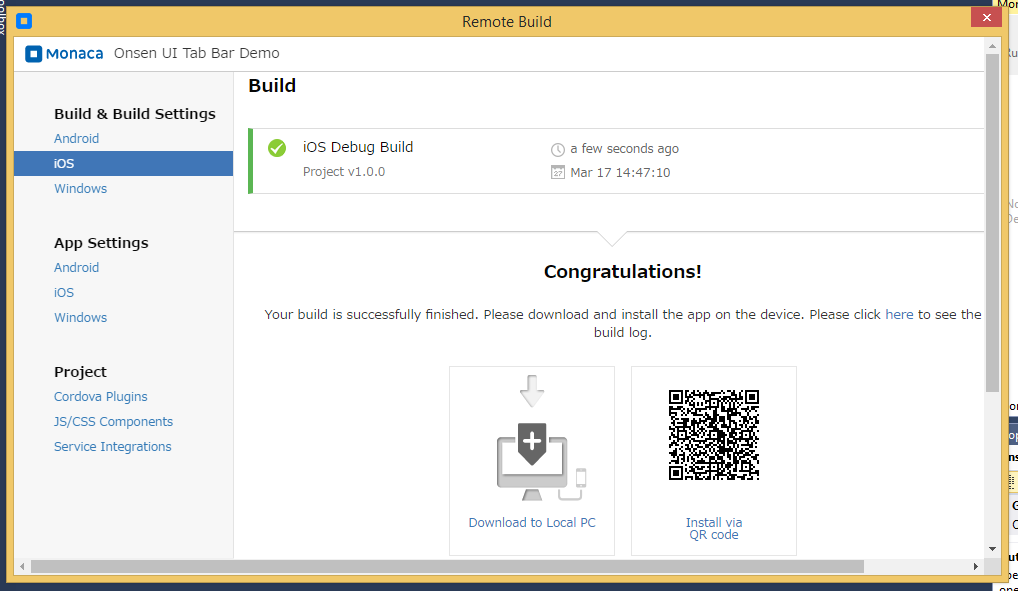 Remote Build
Monaca Onsen UI Tab Bar Demo
Build & Build Settings
Android
iOS
Windows
App Settings
Android
iOS
Windows
Project
Cordova Plugins
JS/CSS Components
Service Integrations
Build
iOS Debug Build
Project v1.0.0
a few seconds ago
27
Mar 17 14:47:10
Congratulations!
Your build is successfully finished. Please download and install the app on the device. Please click here to see the
build log.
Download to Local PC
Install via
QR code